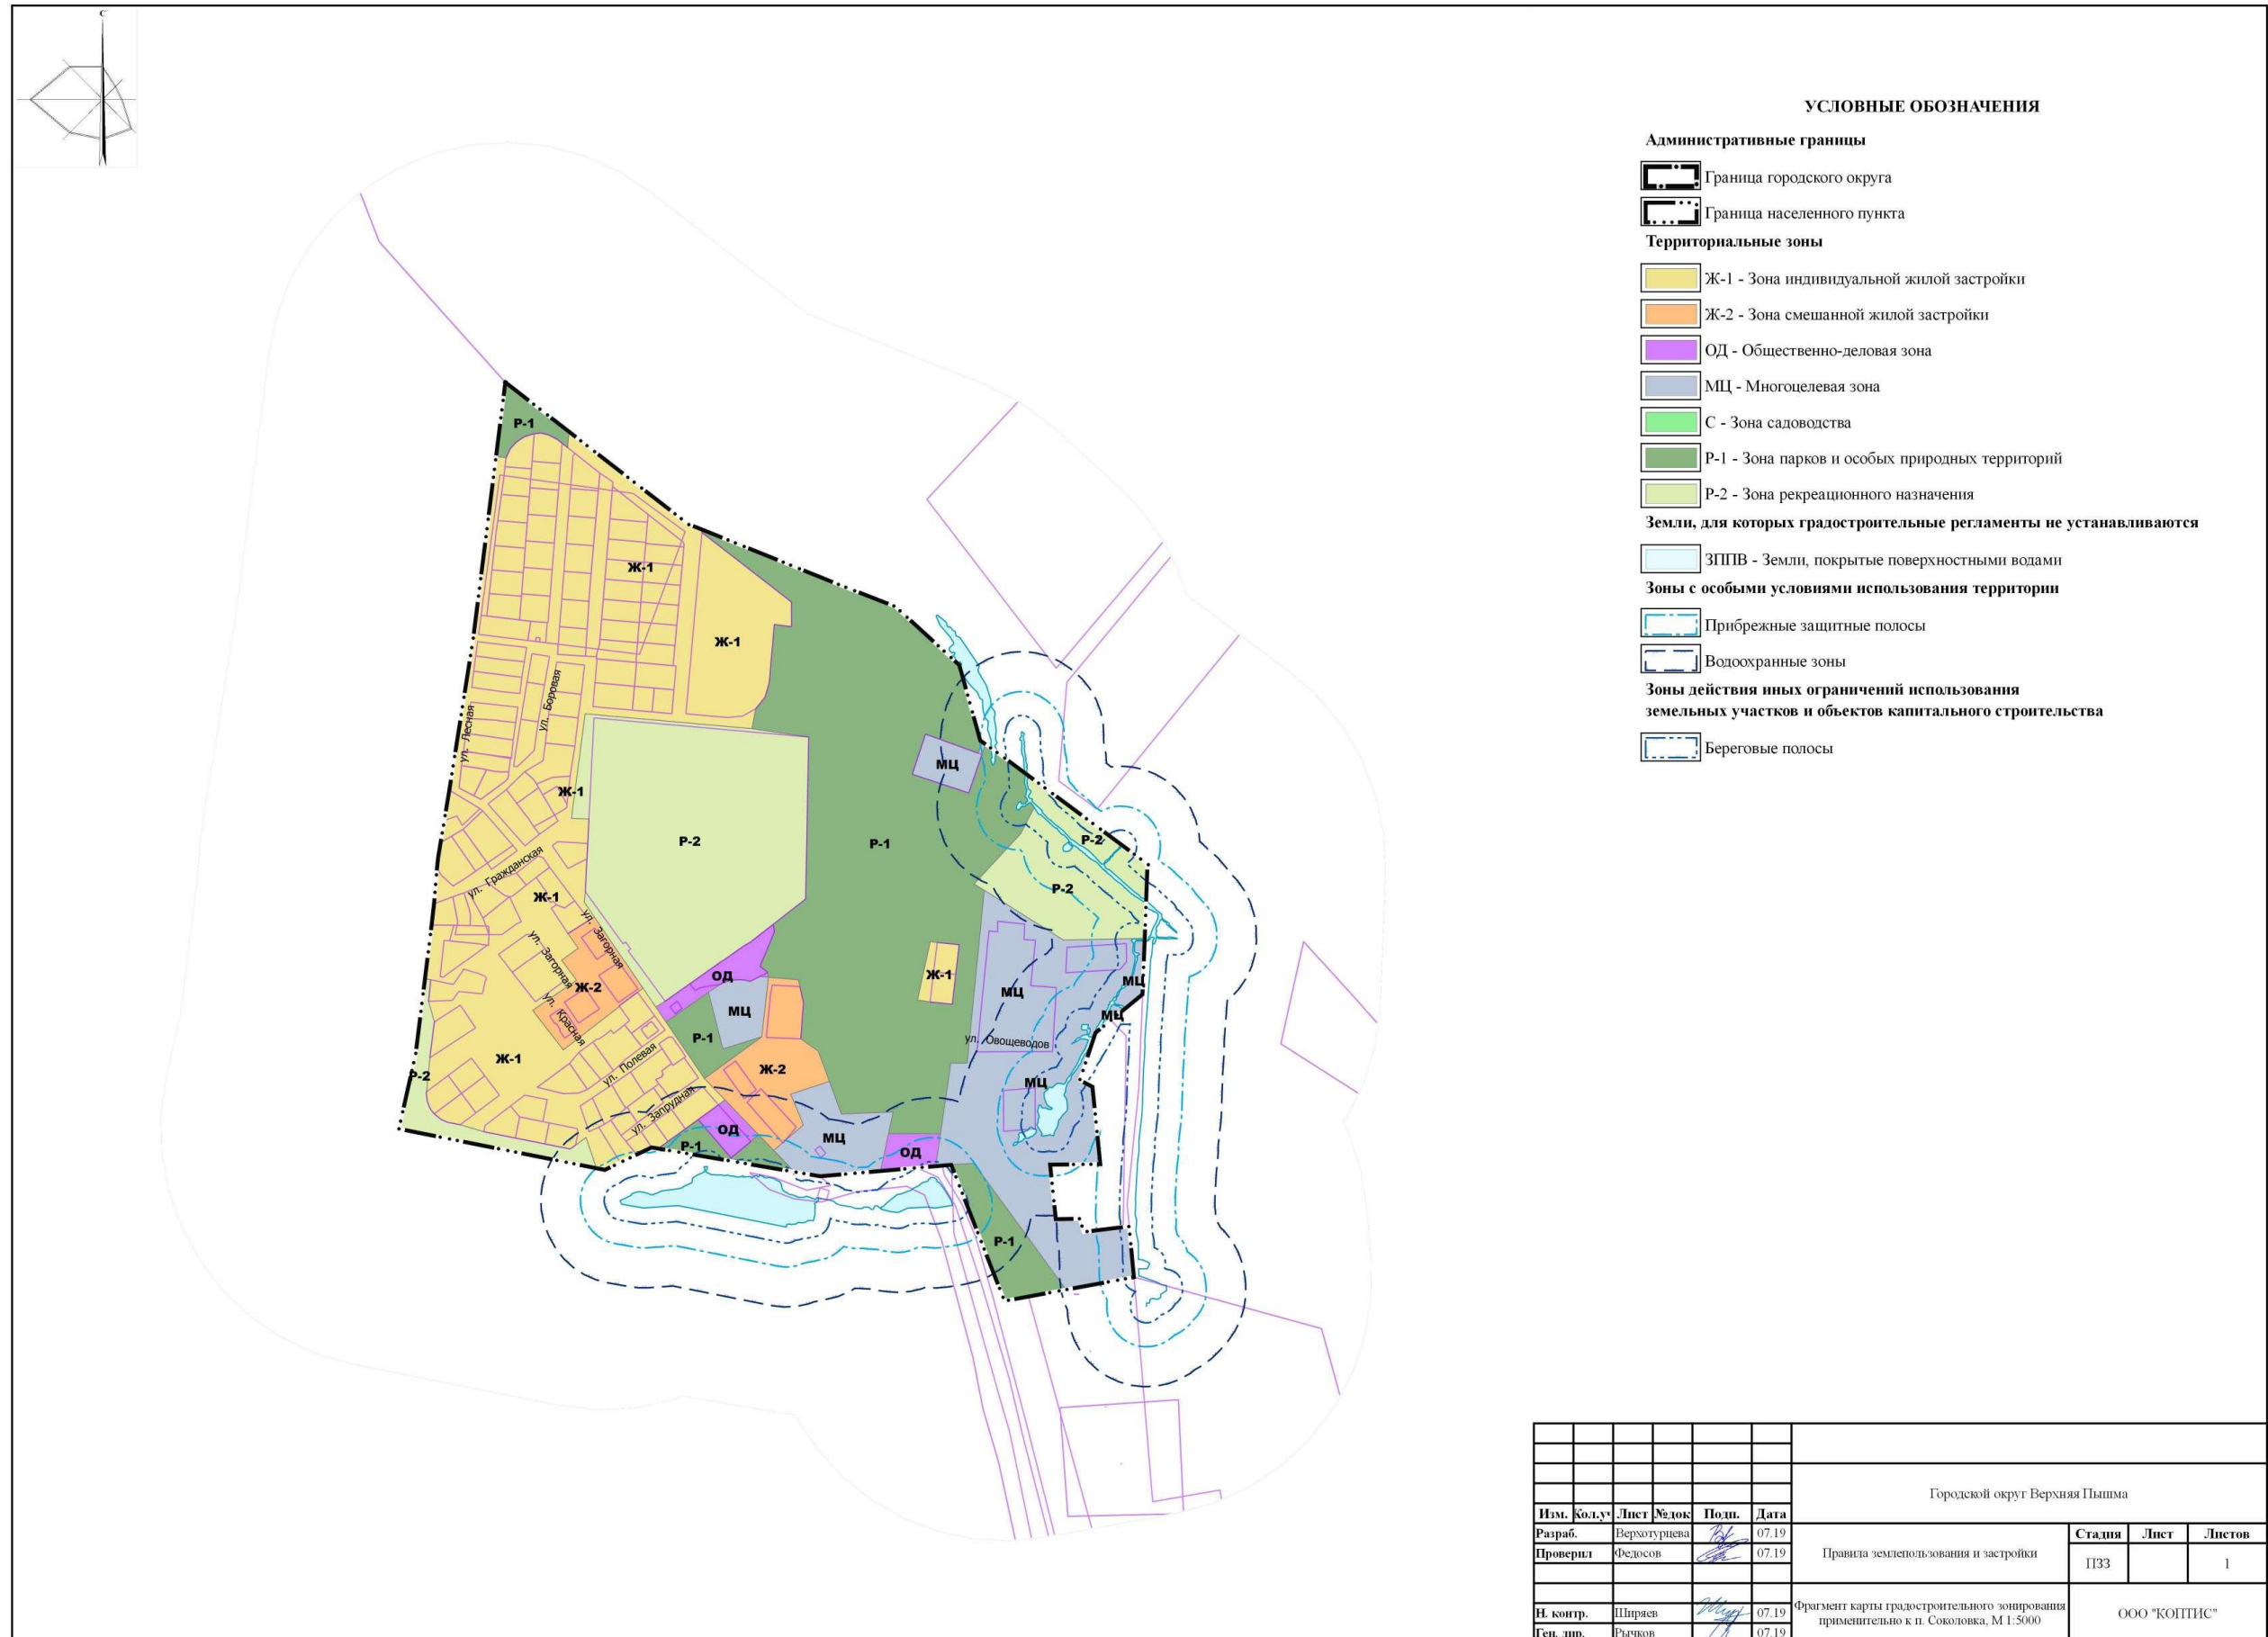 С
УСЛОВНЫЕ ОБОЗНАЧЕНИЯ
Административные границы
Граница городского округа
Граница населенного пункта
Территориальные зоны
Ж-1 - Зона индивидуальной жилой застройки
Ж-2 - Зона смешанной жилой застройки
ОД - Общественно-деловая зона
МЦ - Многоцелевая зона
С - Зона садоводства
Р-1 - Зона парков и особых природных территорий
Р-2 - Зона рекреационного назначения
Земли, для которых градостроительные регламенты не устанавливаются
ЗППВ - Земли, покрытые поверхностными водами
Зоны с особыми условиями использования территории
Прибрежные защитные полосы
Водоохранные зоны
Зоны действия иных ограничений использования
земельных участков и объектов капитального строительства
Береговые полосы
Р-1
Ж-1
Ж-1
ул. Боровая
ул. Лесная
МЦ
Ж-1
Р-2
Р-1
Р-2
ул. Гражданская
Р-2
Ж-1
ул. Загорная
ул. Загорная
ОД
Ж-1
МЦ
МЦ
Ж-2
МЦ
МЦ
ул. Красная
Р-1
ул. Овощеводов
Ж-1
ул. Полевая
Ж-2
Р-2
МЦ
ул. Запрудная
ОД
МЦ
Р-1
ОД
Р-1
Изм. Кол.уч Лист №док Подп. Дата
Разраб. Верхотурцева 07.19
Проверил Федосов 07.19
Н. контр. Ширяев 07.19
Ген. дир. Рычков 07.19
Городской округ Верхняя Пышма
Правила землепользования и застройки
Стадия Лист Листов
ПЗЗ 1
Фрагмент карты градостроительного зонирования
применительно к п. Соколовка, М 1:5000
ООО "КОПТИС"